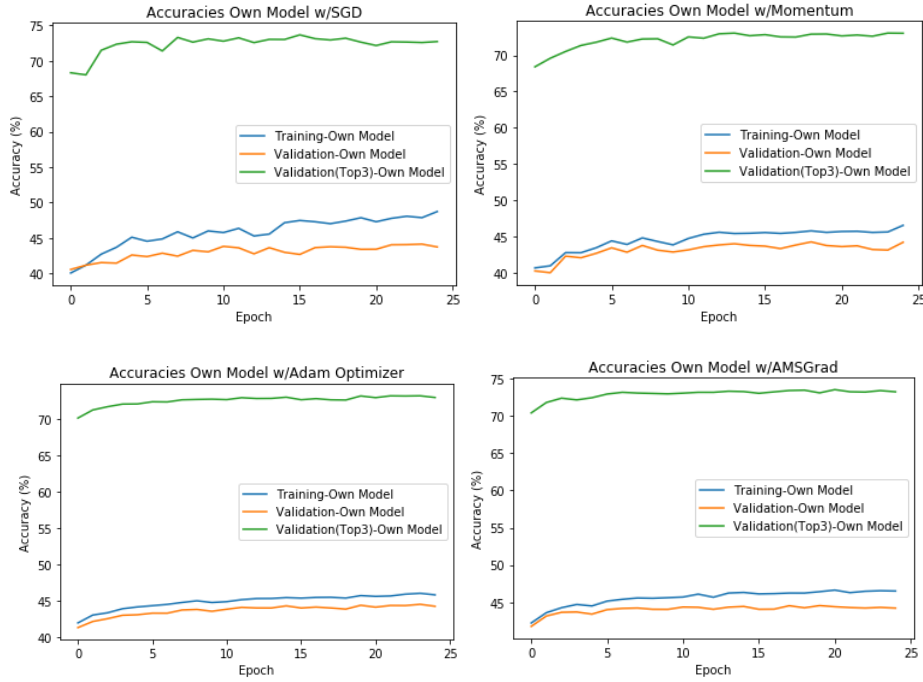 Accuracies Own Model w/SGD
75
70
65
60
55
50
45
40
Accuracy (%)
Training-Own Model
Validation-Own Model
Validation(Top3)-Own Model
0 5 10 15 20 25
Epoch
Accuracies Own Model w/Momentum
70
65
60
55
50
45
40
Accuracy (%)
Training-Own Model
Validation-Own Model
Validation(Top3)-Own Model
0 5 10 15 20 25
Epoch
Accuracies Own Model w/Adam Optimizer
70
65
60
55
50
45
40
Accuracy (%)
Training-Own Model
Validation-Own Model
Validation(Top3)-Own Model
0 5 10 15 20 25
Epoch
Accuracies Own Model w/AMSGrad
75
70
65
60
55
50
45
Accuracy (%)
Training-Own Model
Validation-Own Model
Validation(Top3)-Own Model
0 5 10 15 20 25
Epoch